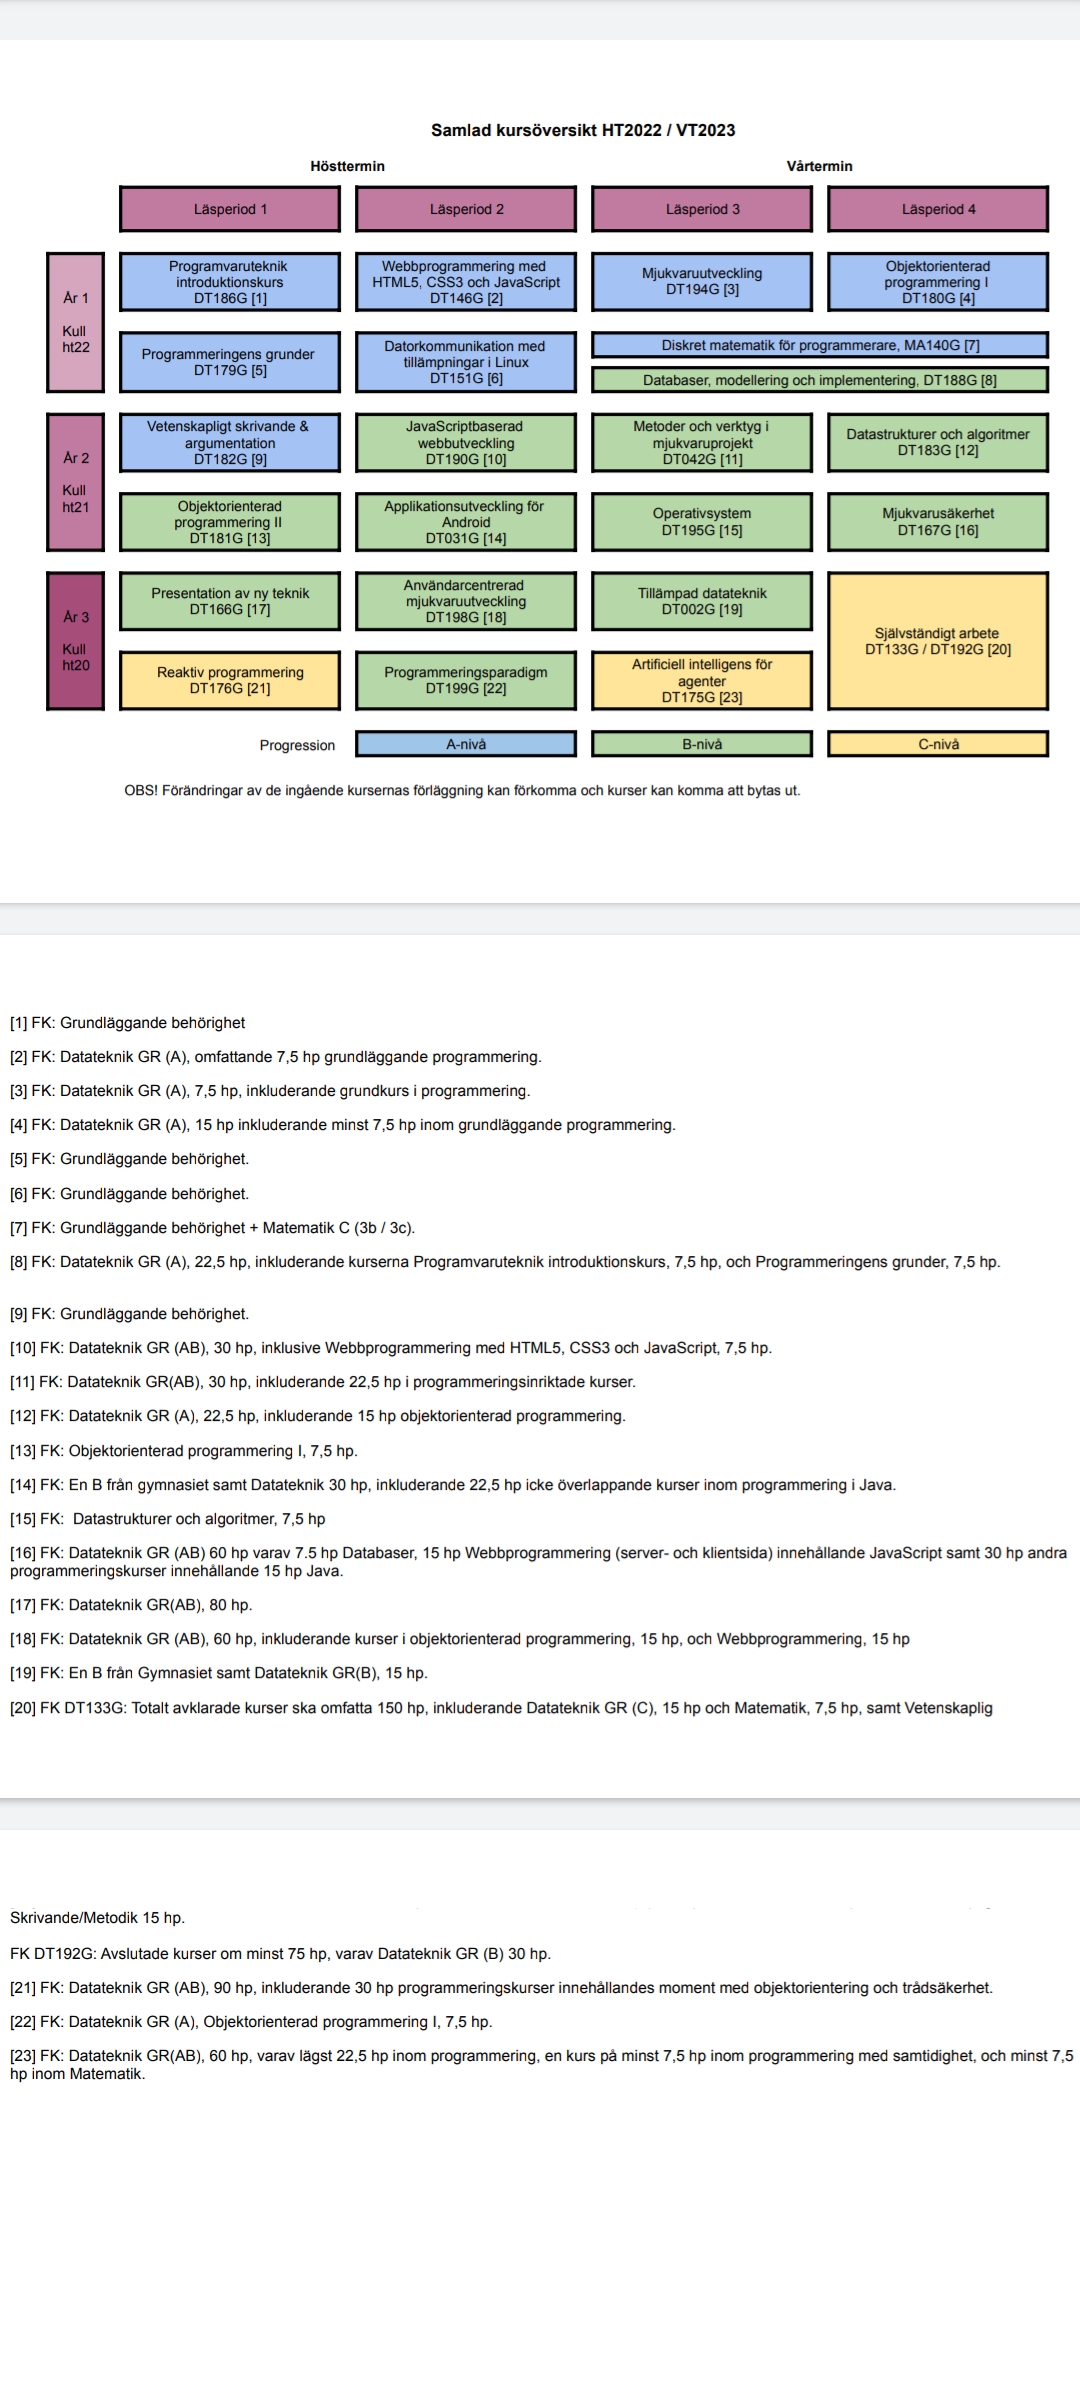 Samlad kursöversikt HT2022 / VT2023
Hösttermin
Vårtermin
Läsperiod 1
Läsperiod 2
Läsperiod 3
Läsperiod 4
År 1
Kull
ht22
Programvaruteknik
introduktionskurs
DT186G [1]
Webbprogrammering med
HTML5, CSS3 och JavaScript
DT146G [2]
Mjukvaruutveckling
DT194G [3]
Objektorienterad
programmering I
DT180G [4]
Programmeringens grunder
DT179G [5]
Datorkommunikation med
tillämpningar i Linux
DT151G [6]
Diskret matematik för programmerare, MA140G [7]
Databaser, modellering och implementering, DT188G [8]
År 2
Kull
ht21
Vetenskapligt skrivande &
argumentation
DT182G [9]
JavaScriptbaserad
webbutveckling
DT190G [10]
Metoder och verktyg i
mjukvaruprojekt
DT042G [11]
Datastrukturer och algoritmer
DT183G [12]
Objektorienterad
programmering II
DT181G [13]
Applikationsutveckling för
Android
DT031G [14]
Operativsystem
DT195G [15]
Mjukvarusäkerhet
DT167G [16]
År 3
Kull
ht20
Presentation av ny teknik
DT166G [17]
Användarcentrerad
mjukvaruutveckling
DT198G [18]
Tillämpad datateknik
DT002G [19]
Självständigt arbete
DT133G / DT192G [20]
Reaktiv programmering
DT176G [21]
Programmeringsparadigm
DT199G [22]
Artificiell intelligens för
agenter
DT175G [23]
Progression
A-nivå
B-nivå
C-nivå
OBS! Förändringar av de ingående kursernas förläggning kan förkomma och kurser kan komma att bytas ut.
[1] FK: Grundläggande behörighet
[2] FK: Datateknik GR (A), omfattande 7,5 hp grundläggande programmering.
[3] FK: Datateknik GR (A), 7,5 hp, inkluderande grundkurs i programmering.
[4] FK: Datateknik GR (A), 15 hp inkluderande minst 7,5 hp inom grundläggande programmering.
[5] FK: Grundläggande behörighet.
[6] FK: Grundläggande behörighet.
[7] FK: Grundläggande behörighet + Matematik C (3b / 3c).
[8] FK: Datateknik GR (A), 22,5 hp, inkluderande kurserna Programvaruteknik introduktionskurs, 7,5 hp, och Programmeringens grunder, 7,5 hp.
[9] FK: Grundläggande behörighet.
[10] FK: Datateknik GR (AB), 30 hp, inklusive Webbprogrammering med HTML5, CSS3 och JavaScript, 7,5 hp.
[11] FK: Datateknik GR(AB), 30 hp, inkluderande 22,5 hp i programmeringsinriktade kurser.
[12] FK: Datateknik GR (A), 22,5 hp, inkluderande 15 hp objektorienterad programmering.
[13] FK: Objektorienterad programmering I, 7,5 hp.
[14] FK: En B från gymnasiet samt Datateknik 30 hp, inkluderande 22,5 hp icke överlappande kurser inom programmering i Java.
[15] FK: Datastrukturer och algoritmer, 7,5 hp
[16] FK: Datateknik GR (AB) 60 hp varav 7.5 hp Databaser, 15 hp Webbprogrammering (server- och klientsida) innehållande JavaScript samt 30 hp andra
programmeringskurser innehållande 15 hp Java.
[17] FK: Datateknik GR(AB), 80 hp.
[18] FK: Datateknik GR (AB), 60 hp, inkluderande kurser i objektorienterad programmering, 15 hp, och Webbprogrammering, 15 hp
[19] FK: En B från Gymnasiet samt Datateknik GR(B), 15 hp.
[20] FK DT133G: Totalt avklarade kurser ska omfatta 150 hp, inkluderande Datateknik GR (C), 15 hp och Matematik, 7,5 hp, samt Vetenskaplig
Skrivande/Metodik 15 hp.
FK DT192G: Avslutade kurser om minst 75 hp, varav Datateknik GR (B) 30 hp.
[21] FK: Datateknik GR (AB), 90 hp, inkluderande 30 hp programmeringskurser innehållandes moment med objektorientering och trådsäkerhet.
[22] FK: Datateknik GR (A), Objektorienterad programmering I, 7,5 hp.
[23] FK: Datateknik GR(AB), 60 hp, varav lägst 22,5 hp inom programmering, en kurs på minst 7,5 hp inom programmering med samtidighet, och minst 7,5
hp inom Matematik.